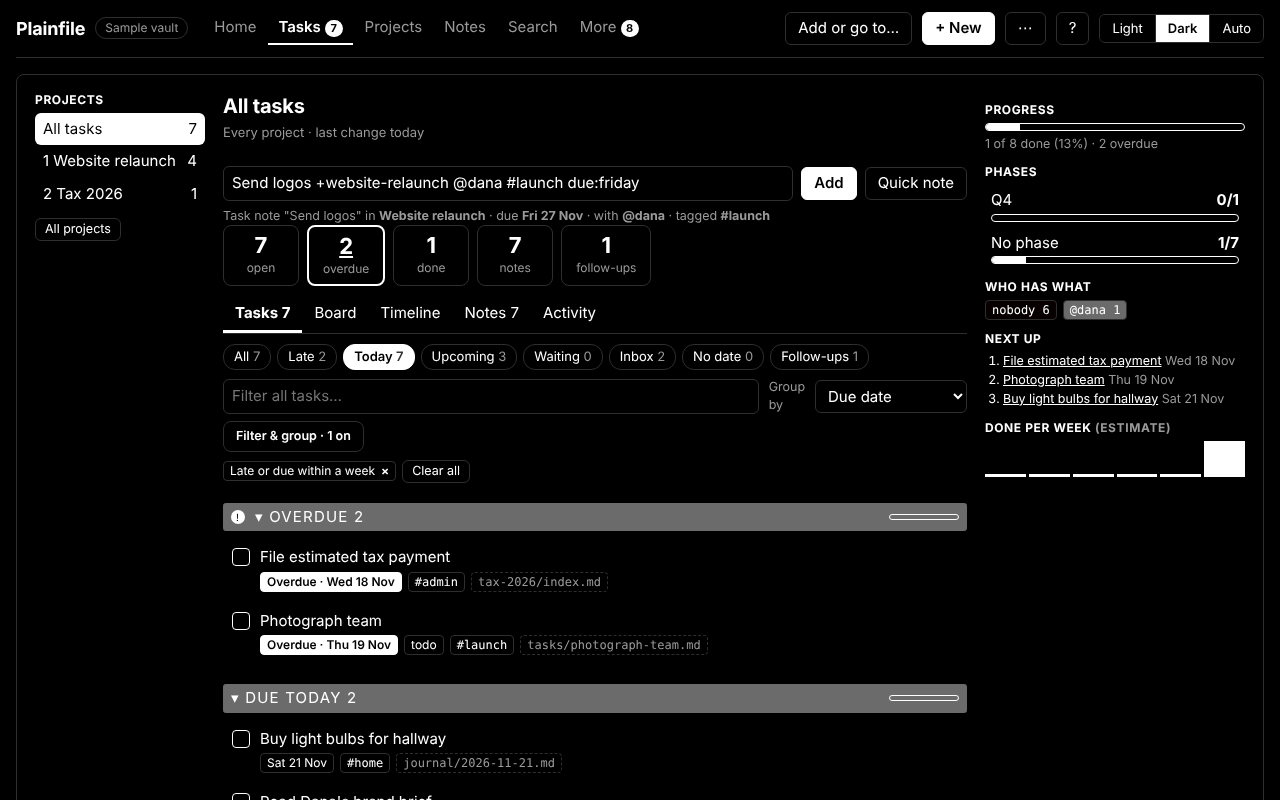 Plainfile Sample vault Home Tasks 7 Projects Notes Search More 8 Add or go to... + New ··· ? Light Dark Auto
PROJECTS
All tasks 7
1 Website relaunch 4
2 Tax 2026 1
All projects
All tasks
Every project · last change today
Send logos +website-relaunch @dana #launch due:friday Add Quick note
Task note "Send logos" in Website relaunch · due Fri 27 Nov · with @dana · tagged #launch
7 2 1 7 1
open overdue done notes follow-ups
Tasks 7 Board Timeline Notes 7 Activity
All 7 Late 2 Today 7 Upcoming 3 Waiting 0 Inbox 2 No date 0 Follow-ups 1
Filter all tasks... Group by Due date
Filter & group · 1 on
Late or due within a week × Clear all
! ▾ OVERDUE 2
File estimated tax payment
Overdue · Wed 18 Nov #admin tax-2026/index.md
Photograph team
Overdue · Thu 19 Nov todo #launch tasks/photograph-team.md
▾ DUE TODAY 2
Buy light bulbs for hallway
Sat 21 Nov #home journal/2026-11-21.md
Read Dana's brand brief
PROGRESS
1 of 8 done (13%) · 2 overdue
PHASES
Q4 0/1
No phase 1/7
WHO HAS WHAT
nobody 6 @dana 1
NEXT UP
1. File estimated tax payment Wed 18 Nov
2. Photograph team Thu 19 Nov
3. Buy light bulbs for hallway Sat 21 Nov
DONE PER WEEK (ESTIMATE)